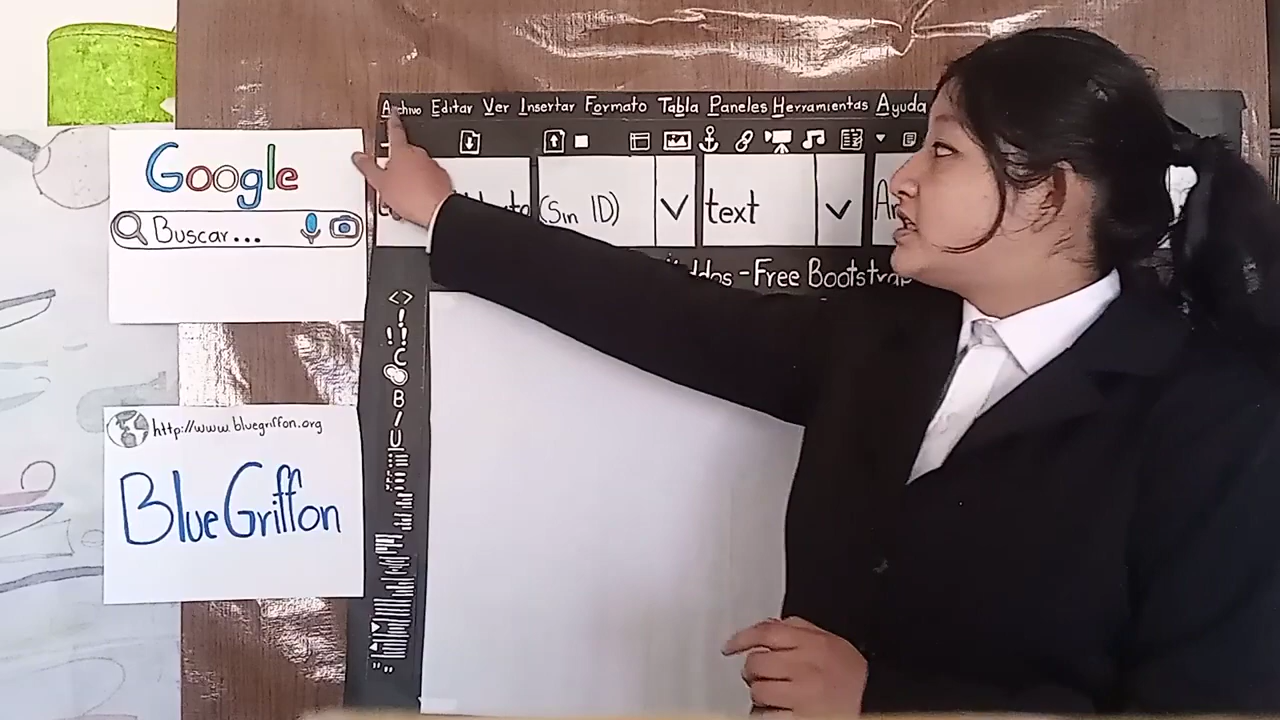 Archivo Editar Ver Insertar Formato Tabla Paneles Herramientas Ayuda
Google
Buscar...
(Sin ID)
text
- Free Bootstrap
<>
!
!!
C
B
I
U
http://www.bluegriffon.org
BlueGriffon